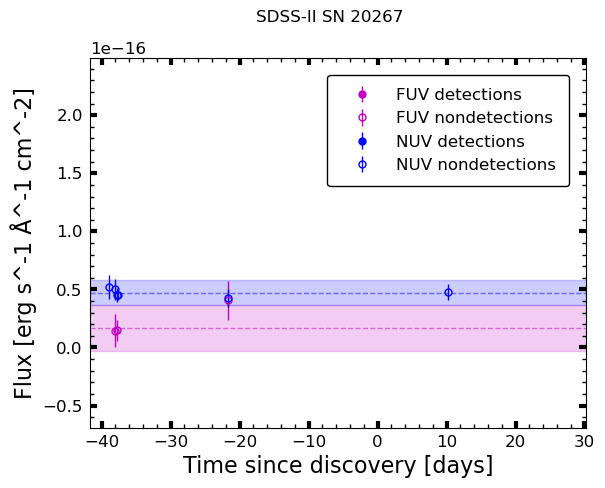 SDSS-II SN 20267
1e−16
FUV detections
FUV nondetections
NUV detections
NUV nondetections
2.0
1.5
1.0
0.5
0.0
−0.5
Flux [erg s^-1 Å^-1 cm^-2]
−40 −30 −20 −10 0 10 20 30
Time since discovery [days]